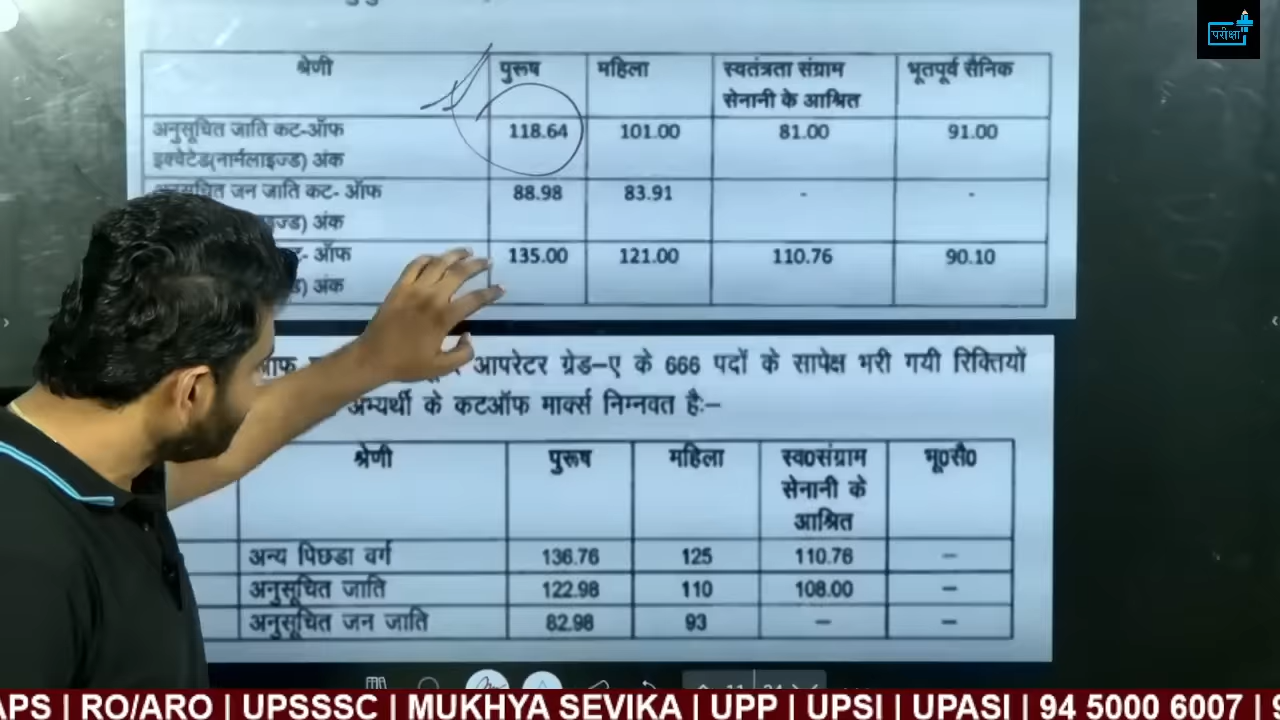 परीक्षा
श्रेणी | पुरूष | महिला | स्वतंत्रता संग्राम | भूतपूर्व सैनिक
सेनानी के आश्रित
अनुसूचित जाति कट-ऑफ | 118.64 | 101.00 | 81.00 | 91.00
इक्वेटेड(नार्मलाइज्ड) अंक
जन जाति कट- ऑफ | 88.98 | 83.91 | - | -
अंक
ऑफ | 135.00 | 121.00 | 110.76 | 90.10
अंक
आपरेटर ग्रेड-ए के 666 पदों के सापेक्ष भरी गयी रिक्तियों
अभ्यर्थी के कटऑफ मार्क्स निम्नवत हैः-
श्रेणी | पुरूष | महिला | स्व0संग्राम | भू0सै0
सेनानी के
आश्रित
अन्य पिछडा वर्ग | 136.76 | 125 | 110.76 | –
अनुसूचित जाति | 122.98 | 110 | 108.00 | –
अनुसूचित जन जाति | 82.98 | 93 | – | –
APS | RO/ARO | UPSSSC | MUKHYA SEVIKA | UPP | UPSI | UPASI | 94 5000 6007 |